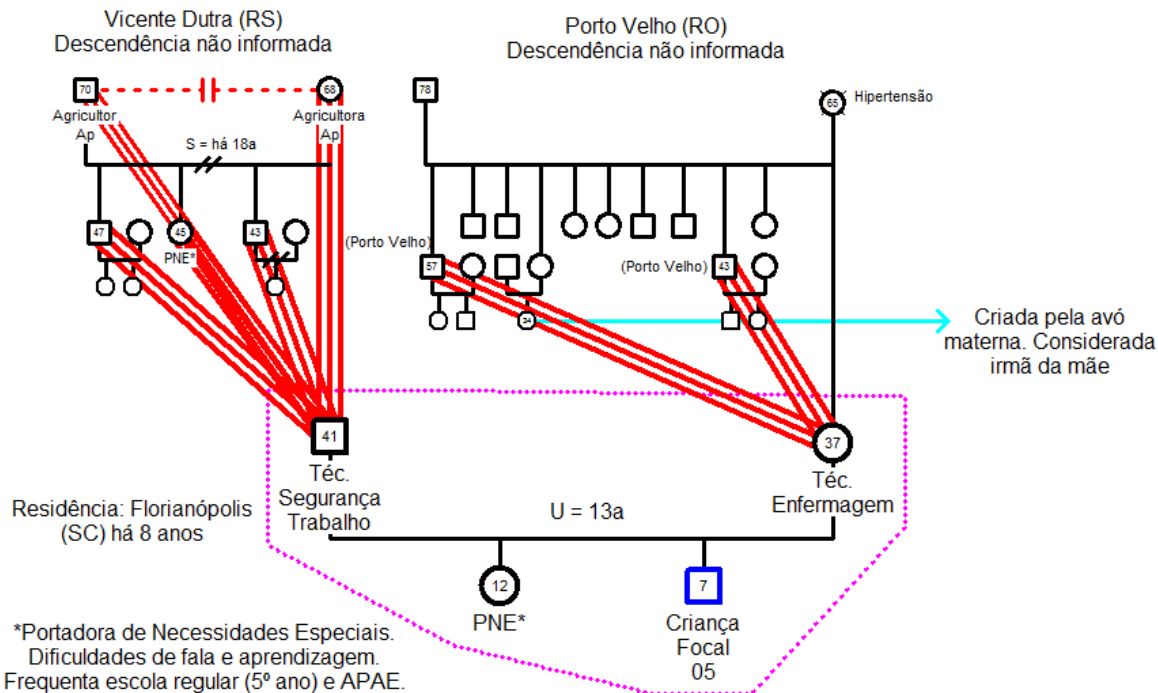 Vicente Dutra (RS)
Descendência não informada
Porto Velho (RO)
Descendência não informada
70
68
78
65
Hipertensão
Agricultor
Ap
Agricultora
Ap
S = há 18a
47
45
43
PNE*
(Porto Velho)
57
(Porto Velho)
43
34
Criada pela avó
materna. Considerada
irmã da mãe
41
37
Téc.
Segurança
Trabalho
Téc.
Enfermagem
Residência: Florianópolis
(SC) há 8 anos
U = 13a
12
7
PNE*
Criança
Focal
05
*Portadora de Necessidades Especiais.
Dificuldades de fala e aprendizagem.
Frequenta escola regular (5º ano) e APAE.